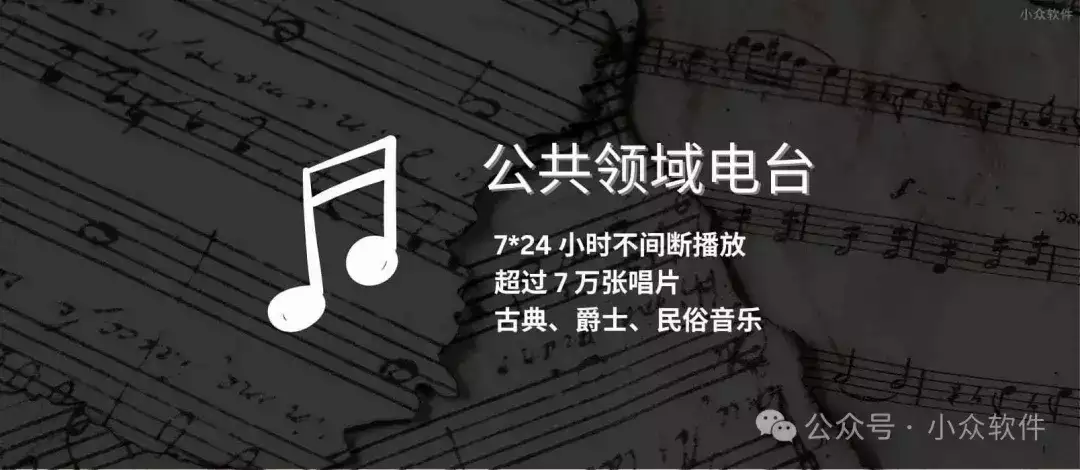 小众软件
公共领域电台
7*24 小时不间断播放
超过 7 万张唱片
古典、爵士、民俗音乐
公众号 · 小众软件